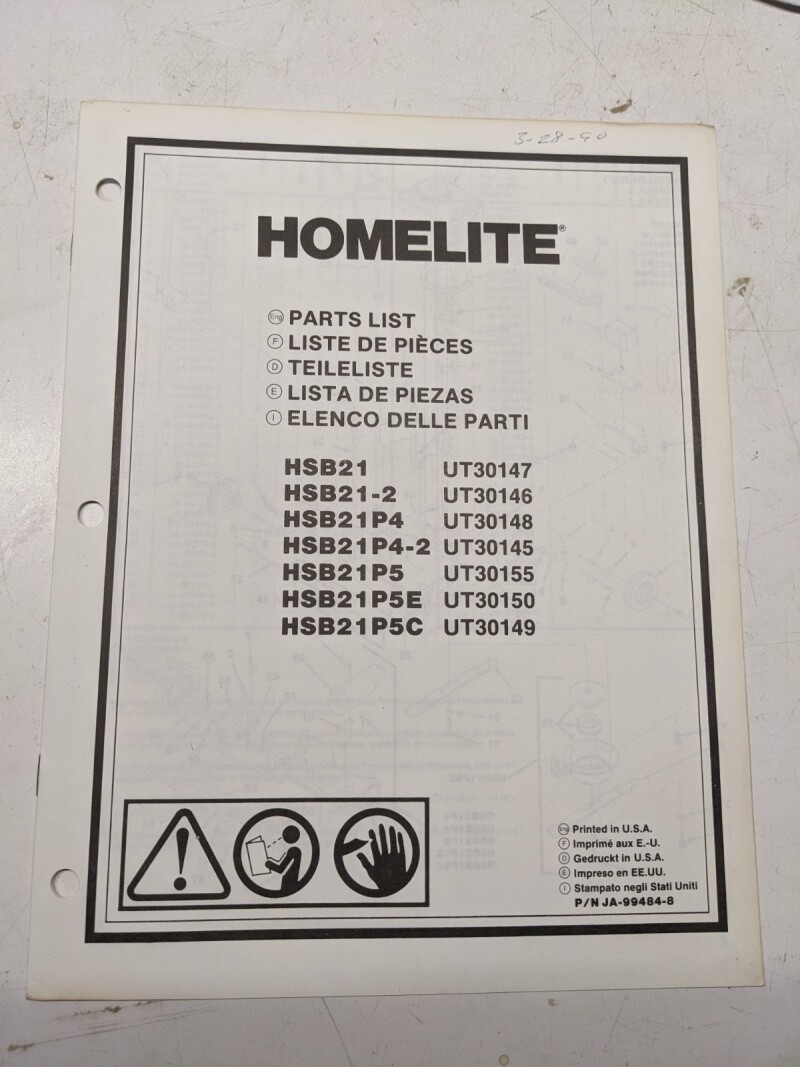 3-28-90
HOMELITE®
Eng PARTS LIST
F LISTE DE PIÈCES
D TEILELISTE
E LISTA DE PIEZAS
I ELENCO DELLE PARTI
HSB21 UT30147
HSB21-2 UT30146
HSB21P4 UT30148
HSB21P4-2 UT30145
HSB21P5 UT30155
HSB21P5E UT30150
HSB21P5C UT30149
Eng Printed in U.S.A.
F Imprimé aux E.-U.
D Gedruckt in U.S.A.
E Impreso en EE.UU.
I Stampato negli Stati Uniti
P/N JA-99484-8